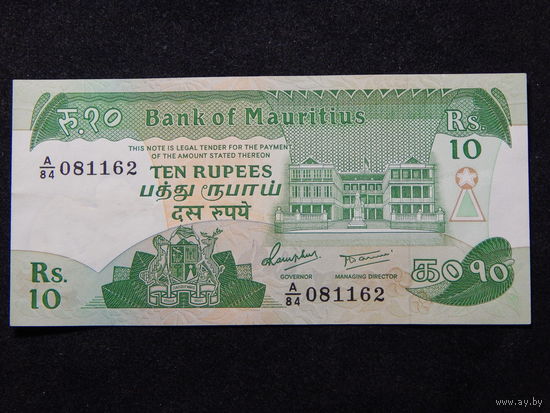 रु.१०
Bank of Mauritius
Rs.
10
THIS NOTE IS LEGAL TENDER FOR THE PAYMENT
OF THE AMOUNT STATED THEREON
A/84 081162
TEN RUPEES
பத்து ரூபாய்
दस रुपये
Rs.
10
GOVERNOR
MANAGING DIRECTOR
A/84 081162
௹ ௧௦
www.ay.by